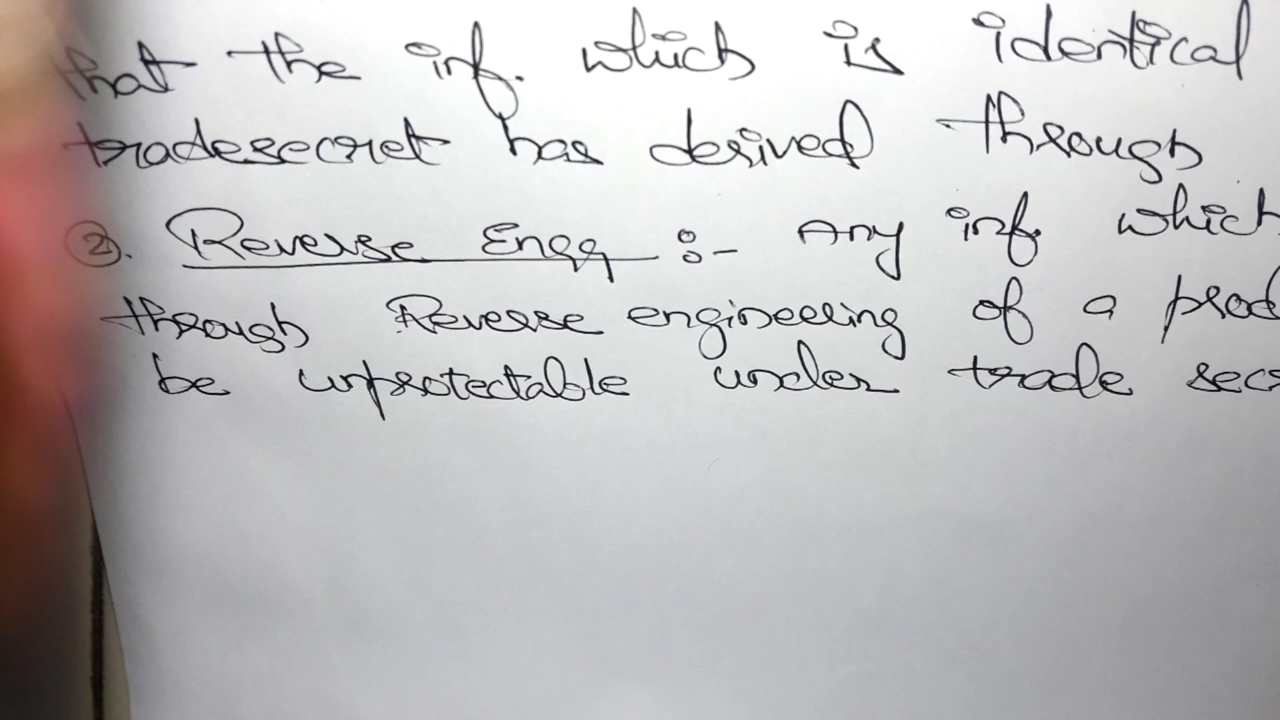 that the inf. which is identical
tradesecret has derived through
②. Reverse Engg :- Any inf. which
through Reverse engineering of a prod
be unprotectable under trade secr